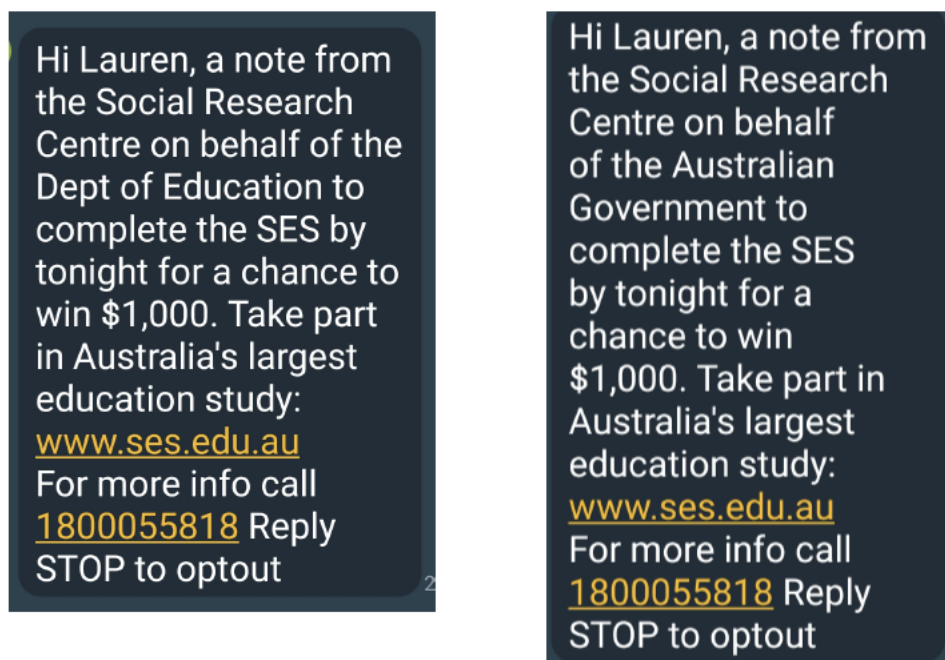 Hi Lauren, a note from
the Social Research
Centre on behalf of the
Dept of Education to
complete the SES by
tonight for a chance to
win $1,000. Take part
in Australia's largest
education study:
www.ses.edu.au
For more info call
1800055818 Reply
STOP to optout
2
Hi Lauren, a note from
the Social Research
Centre on behalf
of the Australian
Government to
complete the SES
by tonight for a
chance to win
$1,000. Take part in
Australia's largest
education study:
www.ses.edu.au
For more info call
1800055818 Reply
STOP to optout